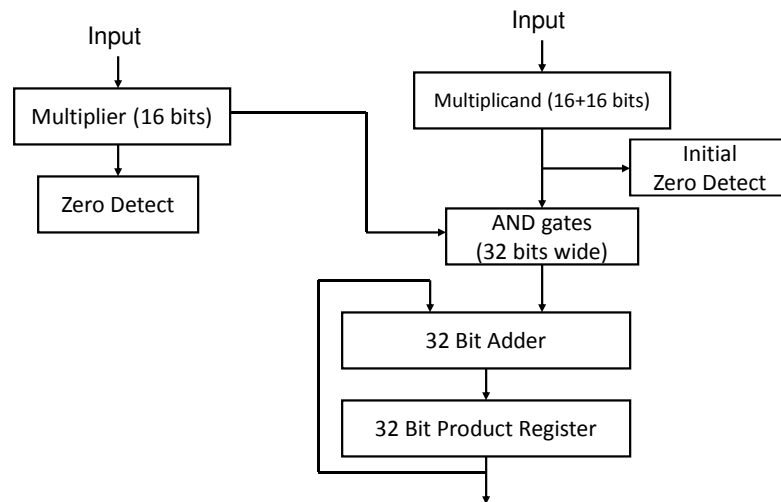 Input
Input
Multiplier (16 bits)
Multiplicand (16+16 bits)
Zero Detect
Initial
Zero Detect
AND gates
(32 bits wide)
32 Bit Adder
32 Bit Product Register